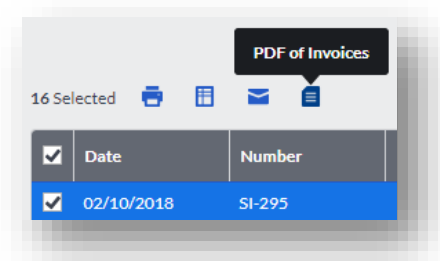 PDF of Invoices
16 Selected
Date Number
02/10/2018 SI-295